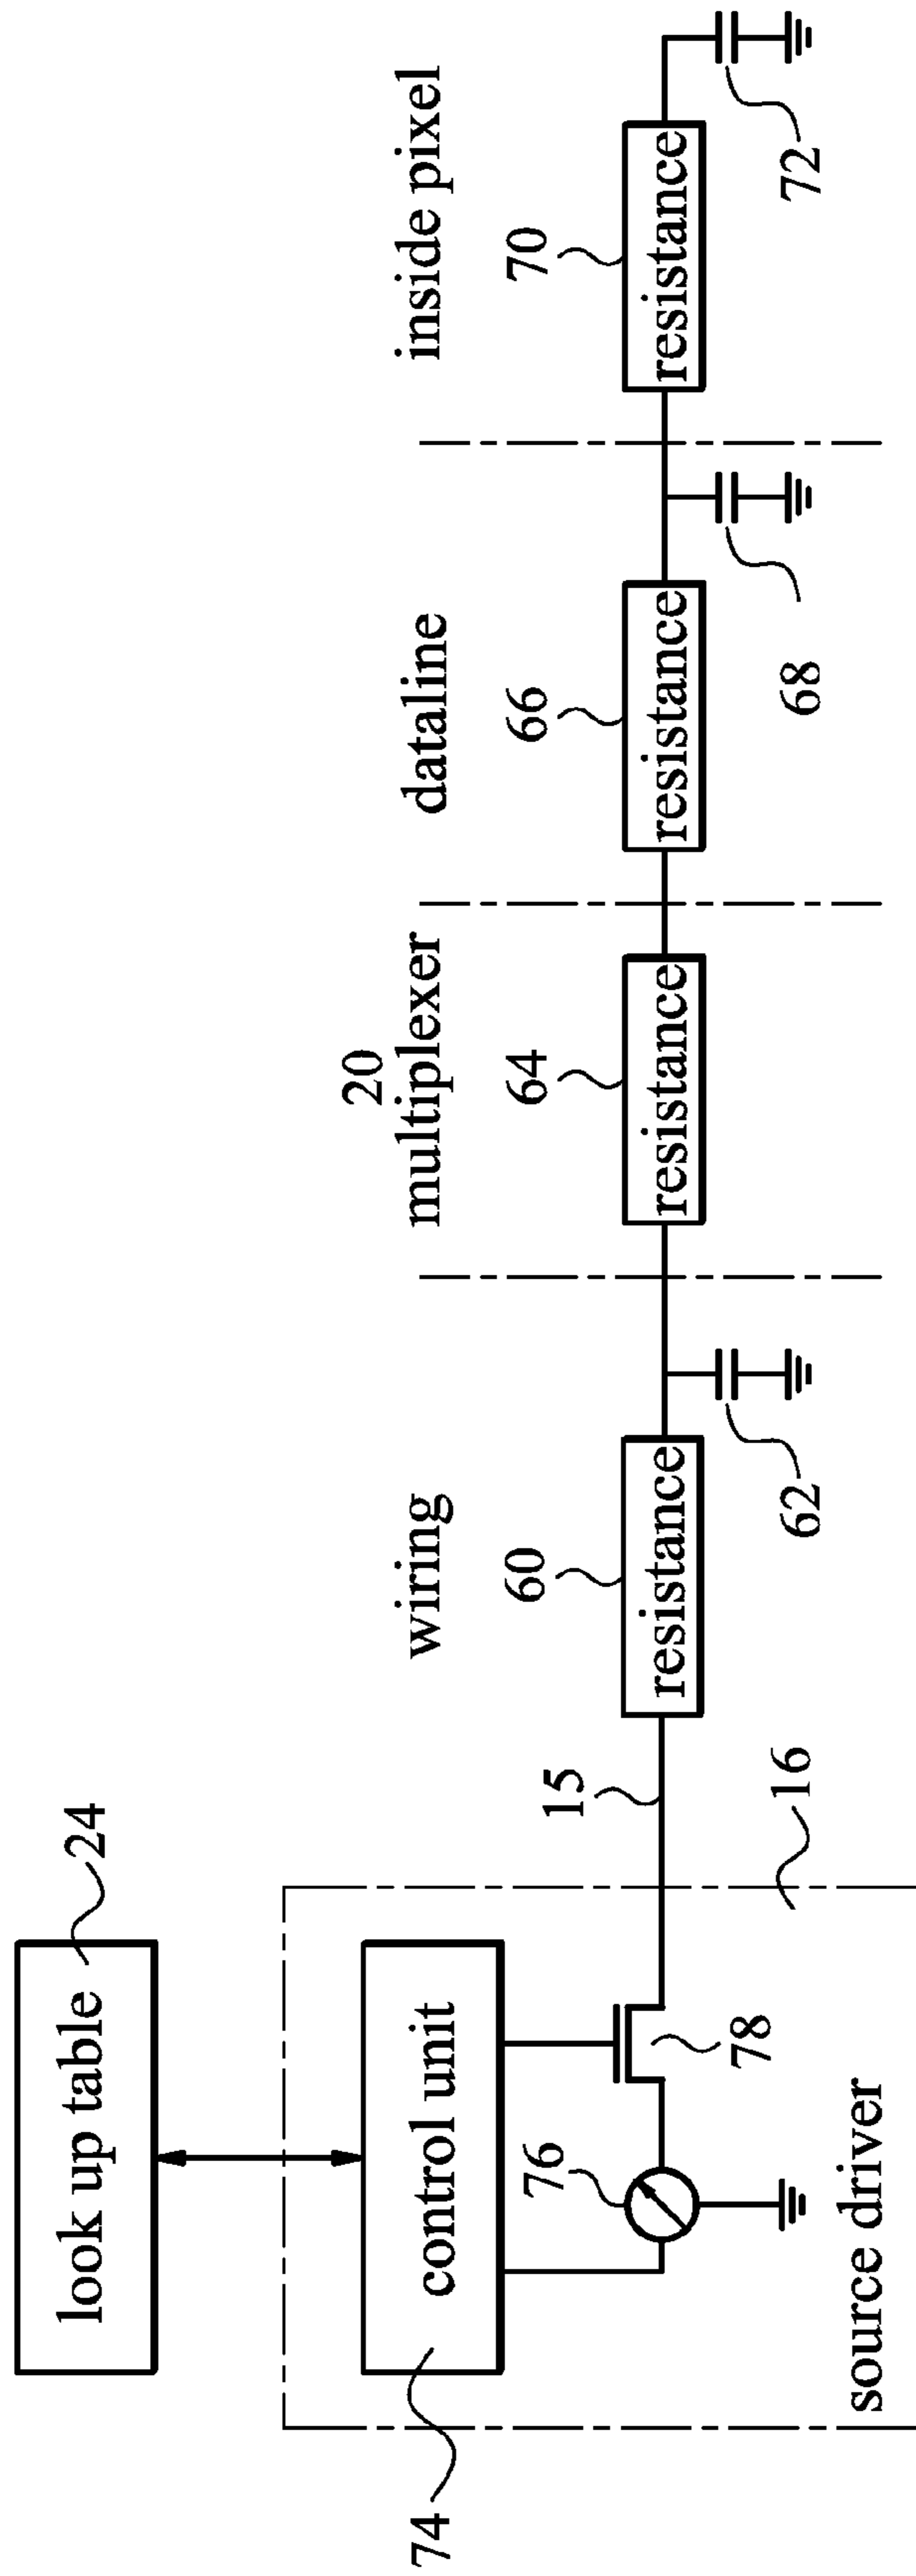 look up table
24
control unit
74
76
78
source driver
16
15
wiring
60
resistance
62
20
multiplexer
64
resistance
dataline
66
resistance
68
inside pixel
70
resistance
72